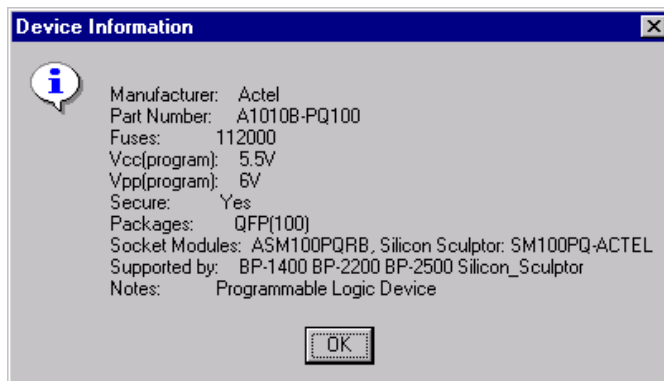 Device Information
Manufacturer: Actel
Part Number: A1010B-PQ100
Fuses: 112000
Vcc(program): 5.5V
Vpp(program): 6V
Secure: Yes
Packages: QFP(100)
Socket Modules: ASM100PQRB, Silicon Sculptor: SM100PQ-ACTEL
Supported by: BP-1400 BP-2200 BP-2500 Silicon_Sculptor
Notes: Programmable Logic Device
OK